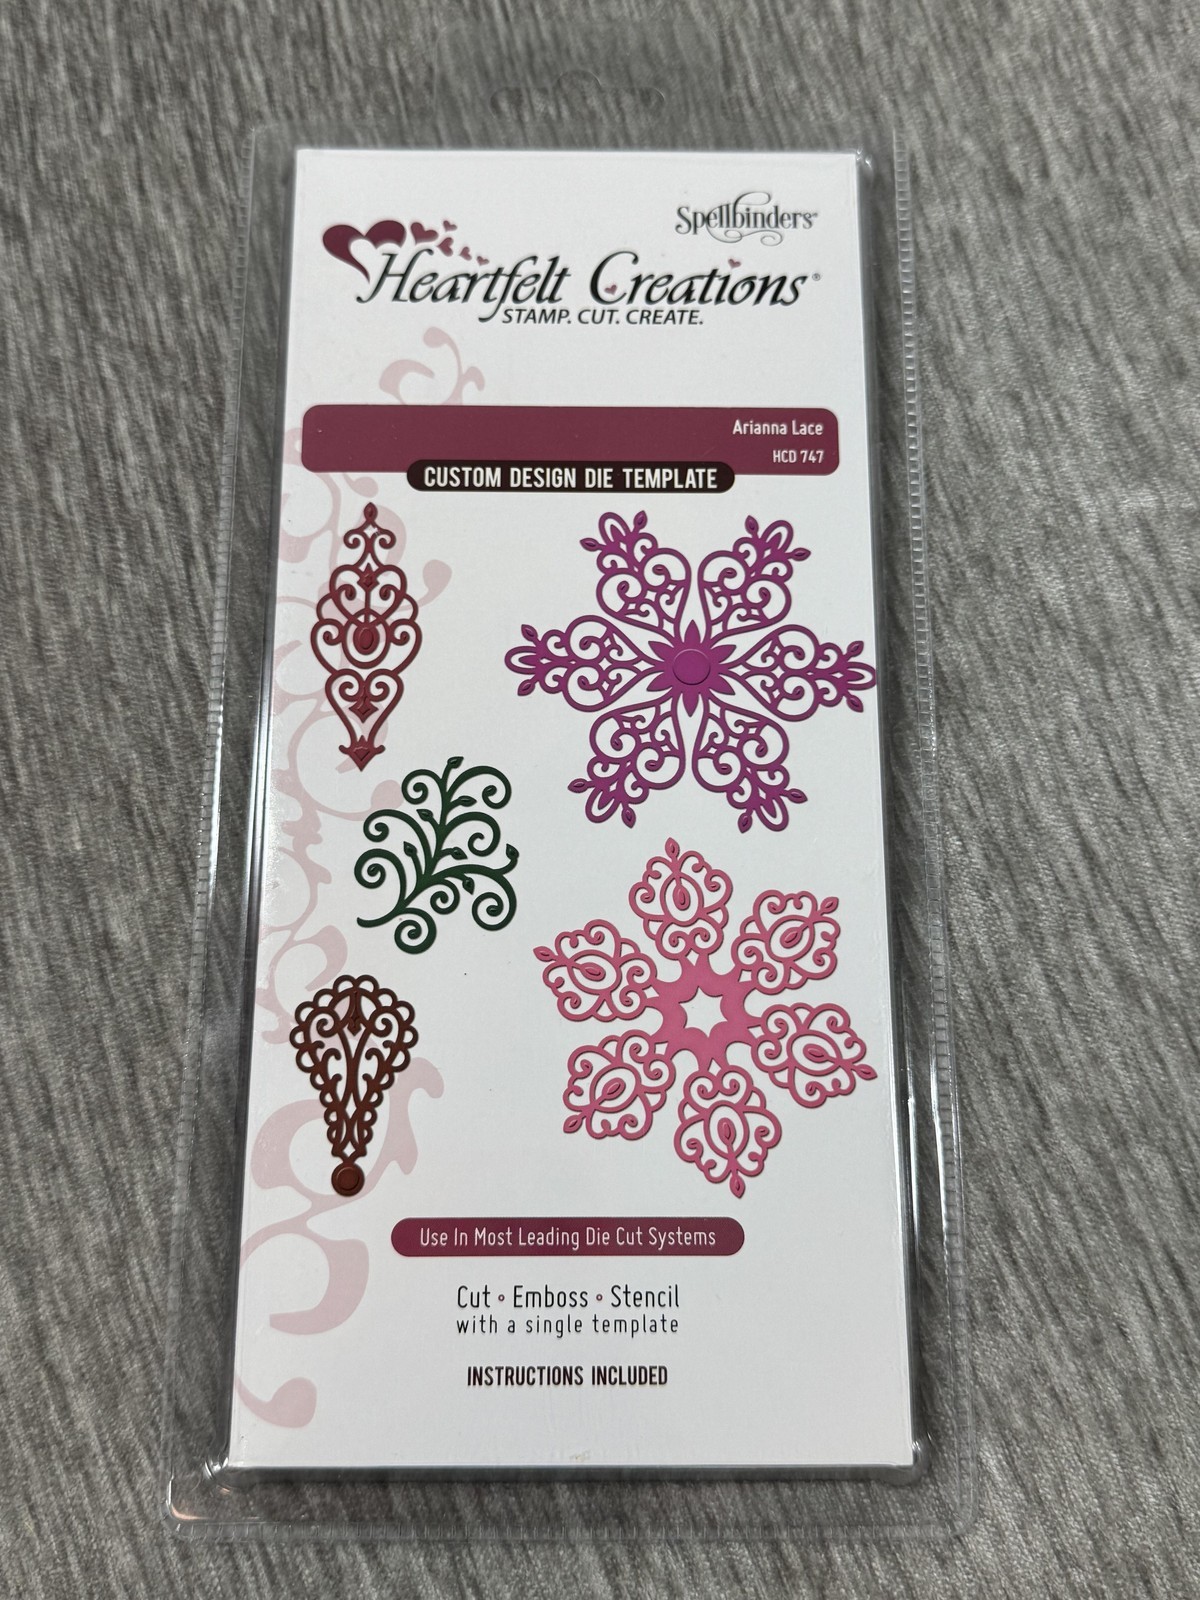 Spellbinders®
Heartfelt Creations®
STAMP. CUT. CREATE.
Arianna Lace
HCD 747
CUSTOM DESIGN DIE TEMPLATE
Use In Most Leading Die Cut Systems
Cut • Emboss • Stencil
with a single template
INSTRUCTIONS INCLUDED